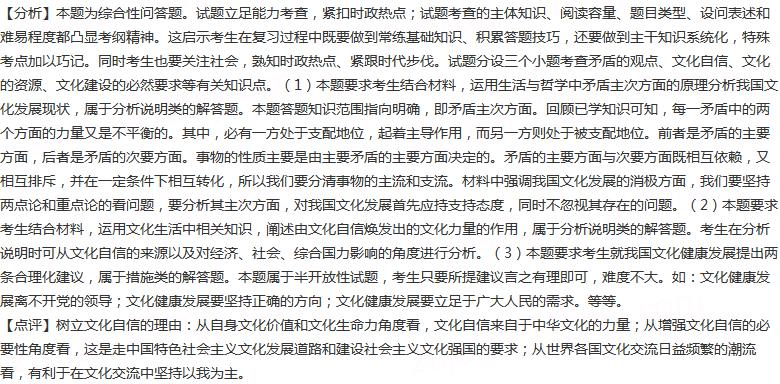 【分析】本题为综合性问答题。试题立足能力考查，紧扣时政热点；试题考查的主体知识、阅读容量、题目类型、设问表述和
难易程度都凸显考纲精神。这启示考生在复习过程中既要做到常练基础知识、积累答题技巧，还要做到主干知识系统化，特殊
考点加以巧记。同时考生也要关注社会，熟知时政热点、紧跟时代步伐。试题分设三个小题考查矛盾的观点、文化自信、文化
的资源、文化建设的必然要求等有关知识点。（1）本题要求考生结合材料，运用生活与哲学中矛盾主次方面的原理分析我国文
化发展现状，属于分析说明类的解答题。本题答题知识范围指向明确，即矛盾主次方面。回顾已学知识可知，每一矛盾中的两
个方面的力量又是不平衡的。其中，必有一方处于支配地位，起着主导作用，而另一方则处于被支配地位。前者是矛盾的主要
方面，后者是矛盾的次要方面。事物的性质主要是由主要矛盾的主要方面决定的。矛盾的主要方面与次要方面既相互依赖，又
相互排斥，并在一定条件下相互转化，所以我们要分清事物的主流和支流。材料中强调我国文化发展的消极方面，我们要坚持
两点论和重点论的看问题，要分析其主次方面，对我国文化发展首先应持支持态度，同时不忽视其存在的问题。（2）本题要求
考生结合材料，运用文化生活中相关知识，阐述由文化自信焕发出的文化力量的作用，属于分析说明类的解答题。考生在分析
说明时可从文化自信的来源以及对经济、社会、综合国力影响的角度进行分析。（3）本题要求考生就我国文化健康发展提出两
条合理化建议，属于措施类的解答题。本题属于半开放性试题，考生只要所提建议言之有理即可，难度不大。如：文化健康发
展离不开党的领导；文化健康发展要坚持正确的方向；文化健康发展要立足于广大人民的需求。等等。
【点评】树立文化自信的理由：从自身文化价值和文化生命力角度看，文化自信来自于中华文化的力量；从增强文化自信的必
要性角度看，这是走中国特色社会主义文化发展道路和建设社会主义文化强国的要求；从世界各国文化交流日益频繁的潮流
看，有利于在文化交流中坚持以我为主。